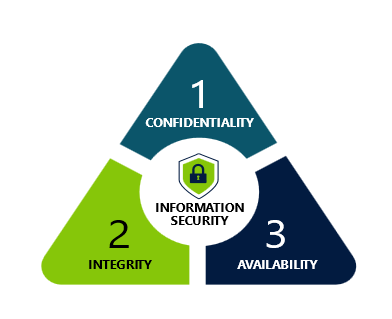 1
CONFIDENTIALITY
INFORMATION
SECURITY
2
INTEGRITY
3
AVAILABILITY